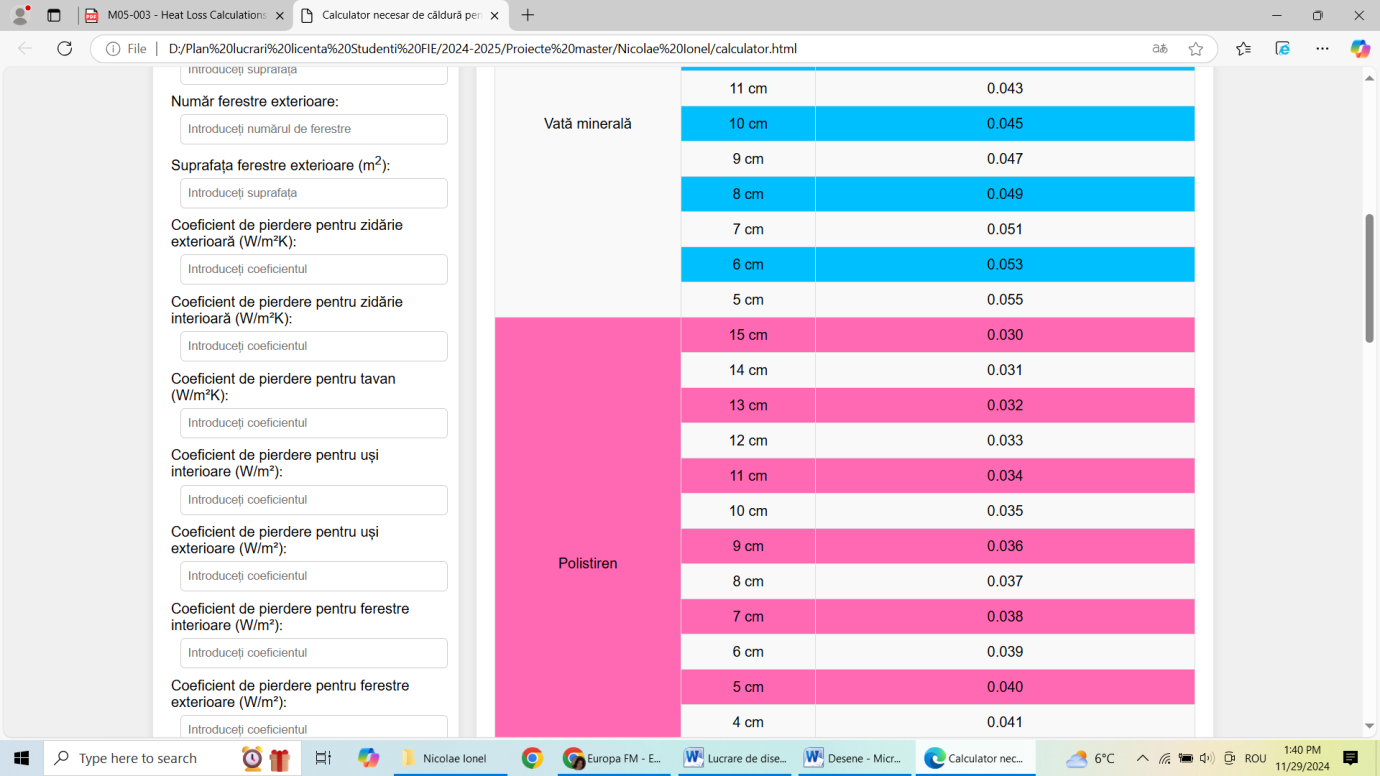 M05-003 - Heat Loss Calculations
Calculator necesar de căldură pen
File
D:/Plan%20lucrari%20licenta%20Studenti%20FIE/2024-2025/Proiecte%20master/Nicolae%20Ionel/calculator.html
Introduceți suprafața
Număr ferestre exterioare:
Introduceți numărul de ferestre
Suprafața ferestre exterioare (m²):
Introduceți suprafața
Coeficient de pierdere pentru zidărie
exterioară (W/m²K):
Introduceți coeficientul
Coeficient de pierdere pentru zidărie
interioară (W/m²K):
Introduceți coeficientul
Coeficient de pierdere pentru tavan
(W/m²K):
Introduceți coeficientul
Coeficient de pierdere pentru uși
interioare (W/m²):
Introduceți coeficientul
Coeficient de pierdere pentru uși
exterioare (W/m²):
Introduceți coeficientul
Coeficient de pierdere pentru ferestre
interioare (W/m²):
Introduceți coeficientul
Coeficient de pierdere pentru ferestre
exterioare (W/m²):
Introduceți coeficientul
Vată minerală
11 cm 0.043
10 cm 0.045
9 cm 0.047
8 cm 0.049
7 cm 0.051
6 cm 0.053
5 cm 0.055
Polistiren
15 cm 0.030
14 cm 0.031
13 cm 0.032
12 cm 0.033
11 cm 0.034
10 cm 0.035
9 cm 0.036
8 cm 0.037
7 cm 0.038
6 cm 0.039
5 cm 0.040
4 cm 0.041
Type here to search
Nicolae Ionel
Europa FM - E...
Lucrare de dise...
Desene - Micr...
Calculator nec...
6°C
ROU
1:40 PM
11/29/2024